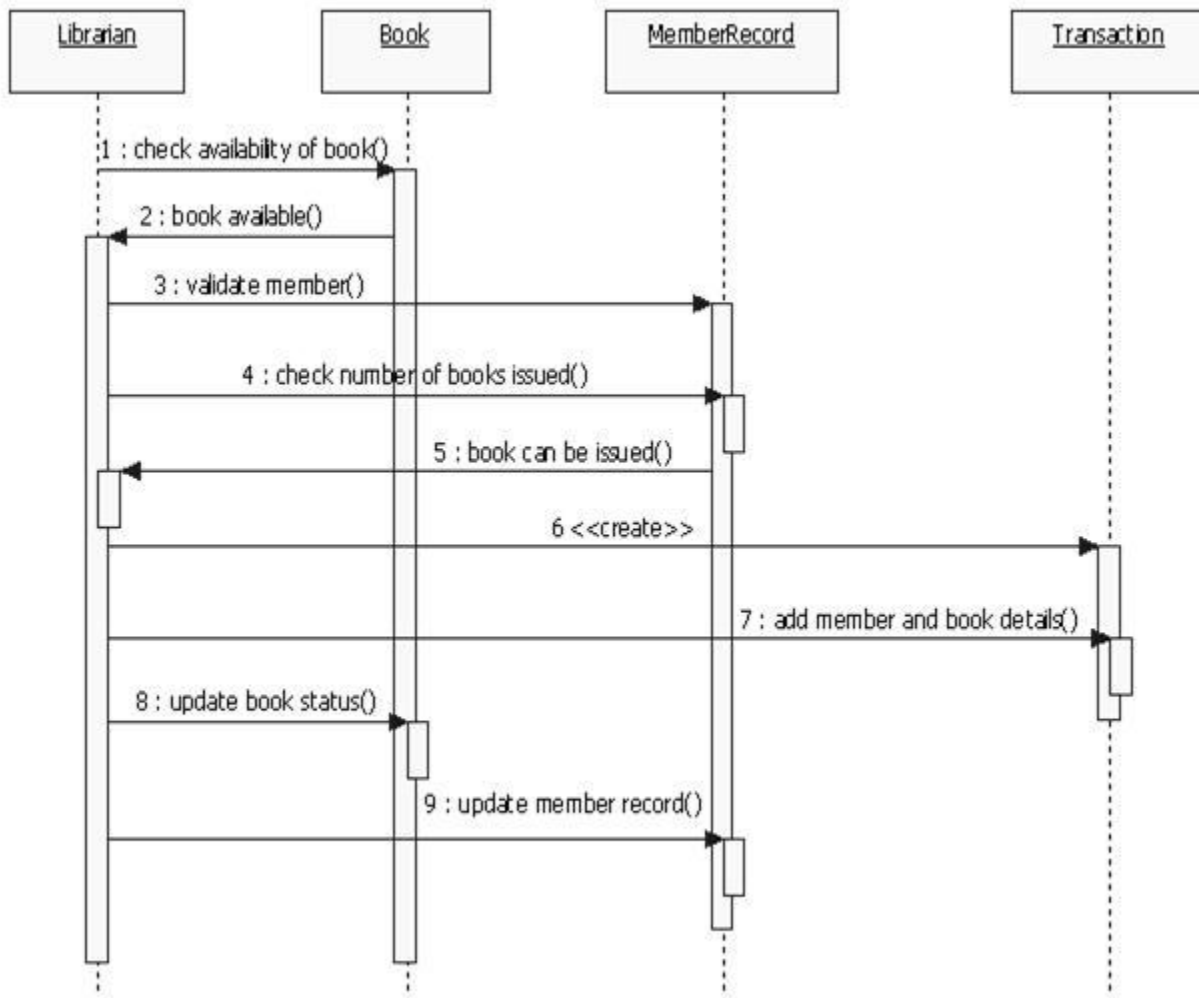 Librarian
Book
MemberRecord
Transaction
1 : check availability of book()
2 : book available()
3 : validate member()
4 : check number of books issued()
5 : book can be issued()
6 <<create>>
7 : add member and book details()
8 : update book status()
9 : update member record()